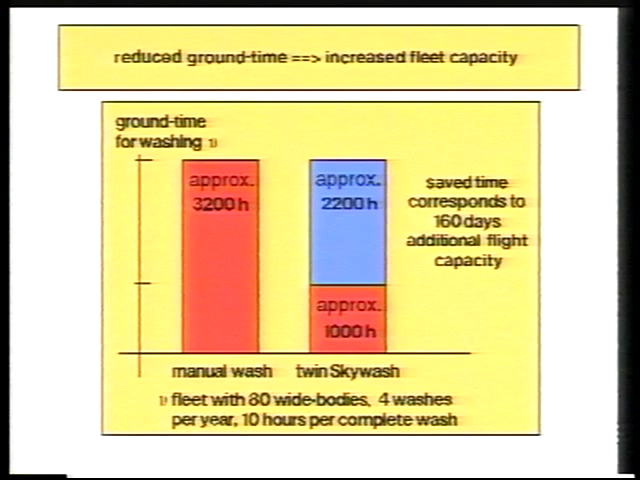 reduced ground-time ==> increased fleet capacity
ground-time
for washing 1)
approx.
3200 h
approx.
2200 h
approx.
1000 h
saved time
corresponds to
160 days
additional flight
capacity
manual wash
twin Skywash
1) fleet with 80 wide-bodies, 4 washes
per year, 10 hours per complete wash